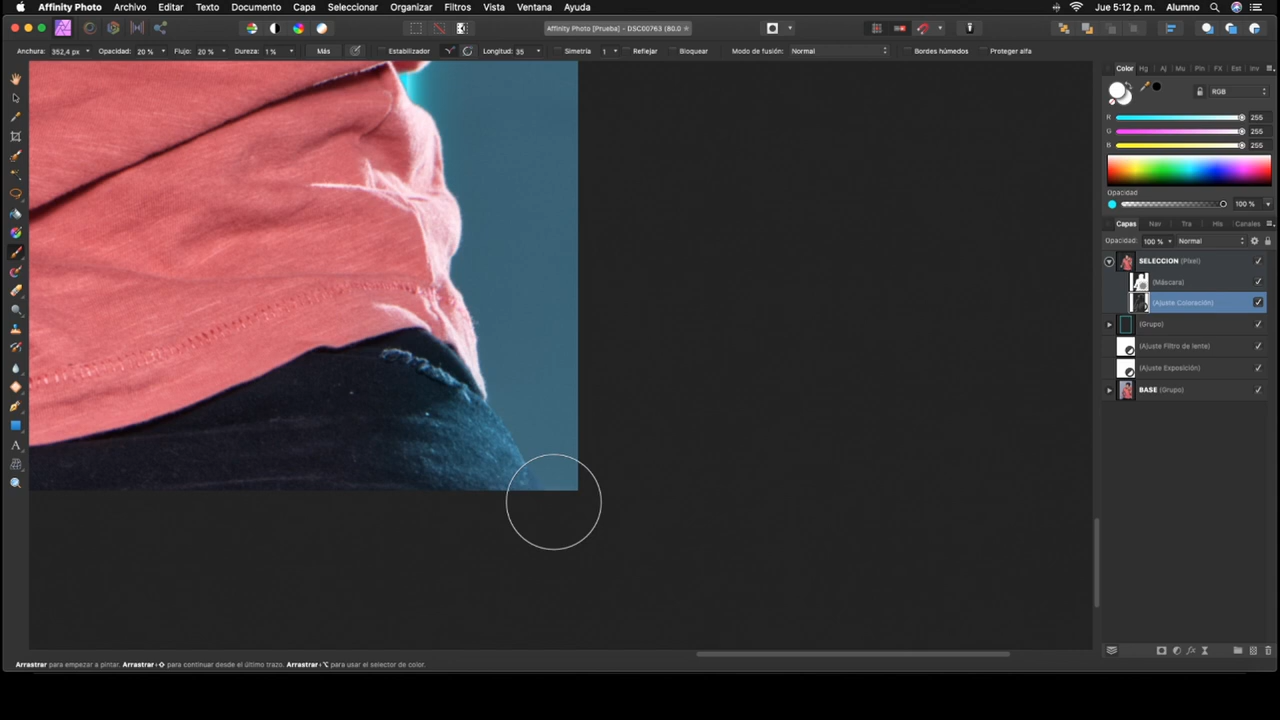 Affinity Photo Archivo Editar Texto Documento Capa Seleccionar Organizar Filtros Vista Ventana Ayuda Jue 5:12 p. m. Alumno
Affinity Photo [Prueba] - DSC00763 (80.0
Anchura: 352,4 px Opacidad: 20 % Flujo: 20 % Dureza: 1 % Más Estabilizador Longitud: 35 Simetría 1 Reflejar Bloquear Modo de fusión: Normal Bordes húmedos Proteger alfa
Color Hg Aj Mu Pin FX Est Inv
RGB
R 255
G 255
B 255
Opacidad
100 %
Capas Nav Tra His Canales
Opacidad: 100 % Normal
SELECCION (Píxel)
(Máscara)
(Ajuste Coloración)
(Grupo)
(Ajuste Filtro de lente)
(Ajuste Exposición)
BASE (Grupo)
Arrastrar para empezar a pintar. Arrastrar+⇧ para continuar desde el último trazo. Arrastrar+⌥ para usar el selector de color.